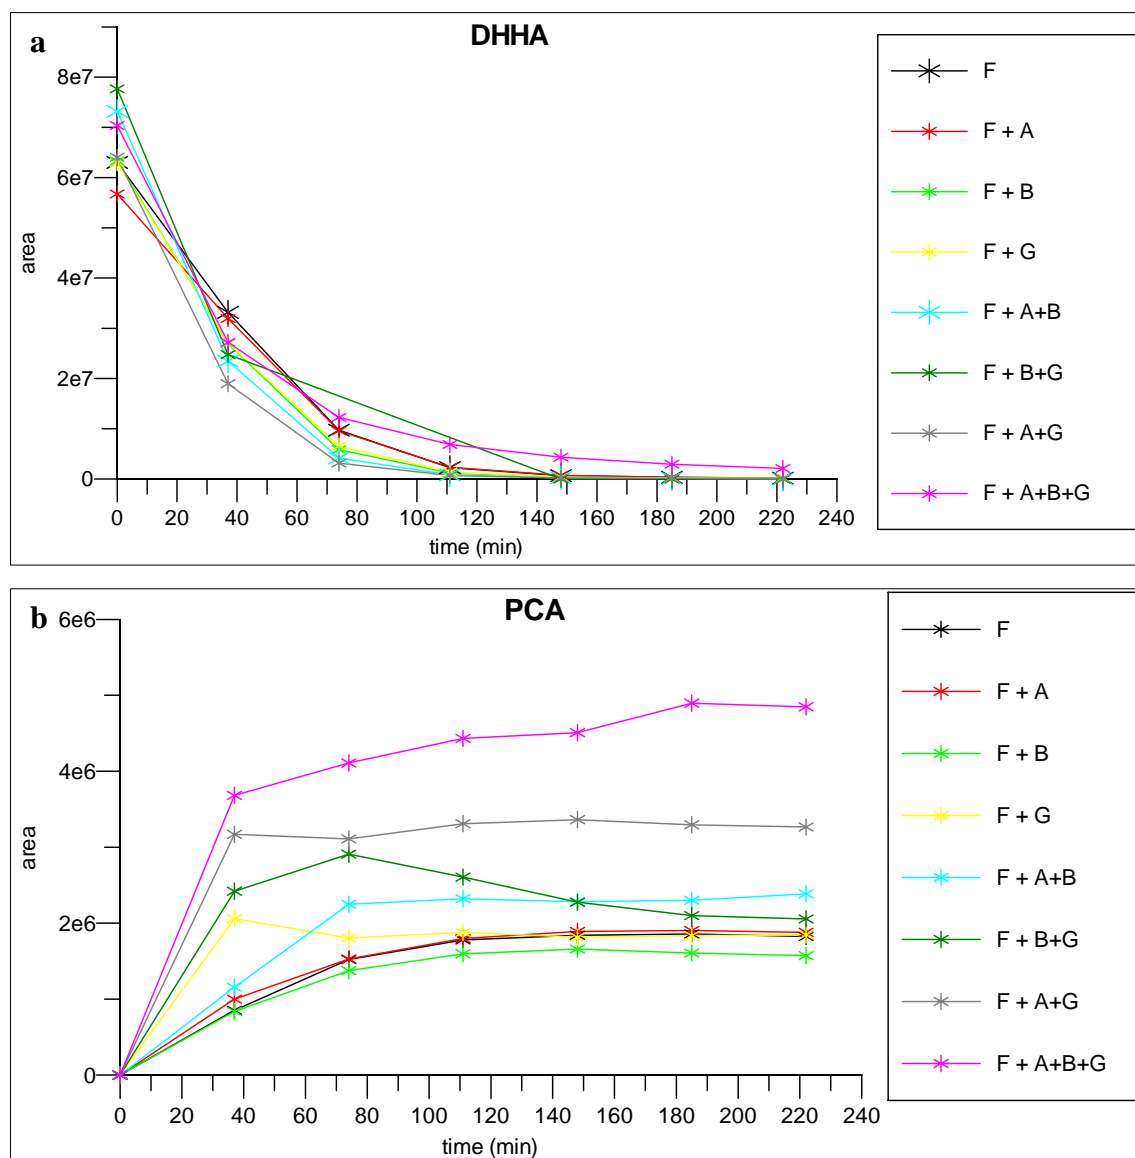 a
DHHA
8e7
6e7
4e7
2e7
0
area
0 20 40 60 80 100 120 140 160 180 200 220 240
time (min)
F
F + A
F + B
F + G
F + A+B
F + B+G
F + A+G
F + A+B+G
b
PCA
6e6
4e6
2e6
0
area
0 20 40 60 80 100 120 140 160 180 200 220 240
time (min)
F
F + A
F + B
F + G
F + A+B
F + B+G
F + A+G
F + A+B+G